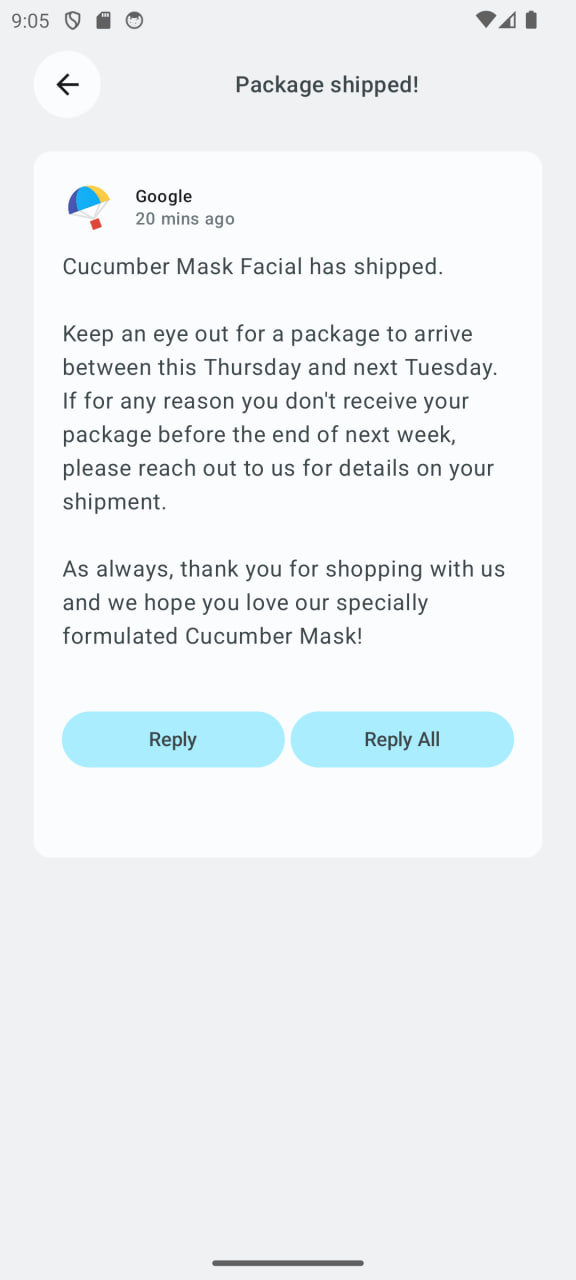 9:05
Package shipped!
Google
20 mins ago
Cucumber Mask Facial has shipped.
Keep an eye out for a package to arrive
between this Thursday and next Tuesday.
If for any reason you don't receive your
package before the end of next week,
please reach out to us for details on your
shipment.
As always, thank you for shopping with us
and we hope you love our specially
formulated Cucumber Mask!
Reply
Reply All